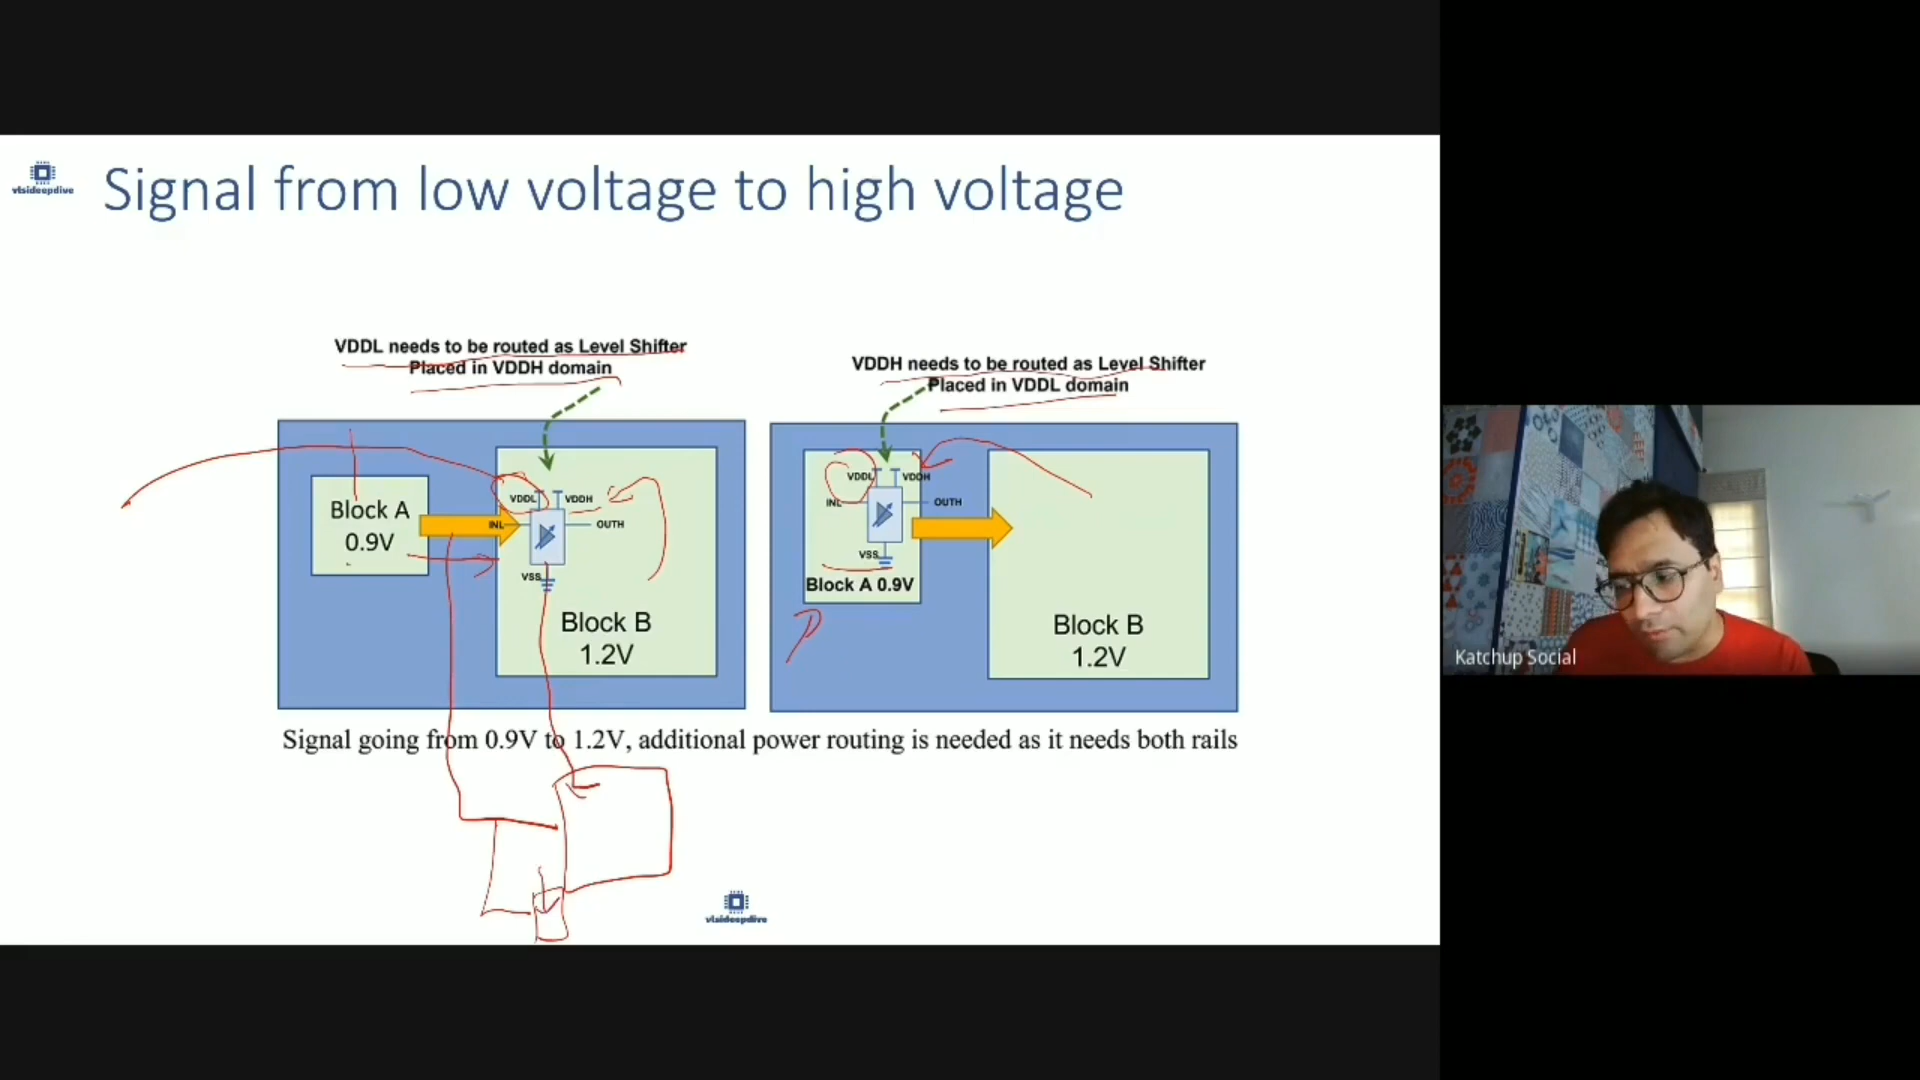 vlsideepdive
Signal from low voltage to high voltage
VDDL needs to be routed as Level Shifter
Placed in VDDH domain
VDDH needs to be routed as Level Shifter
Placed in VDDL domain
Block A
0.9V
VDDL
VDDH
INL
OUTH
VSS
Block B
1.2V
VDDL
VDDH
INL
OUTH
VSS
Block A 0.9V
Block B
1.2V
Signal going from 0.9V to 1.2V, additional power routing is needed as it needs both rails
vlsideepdive
Katchup Social